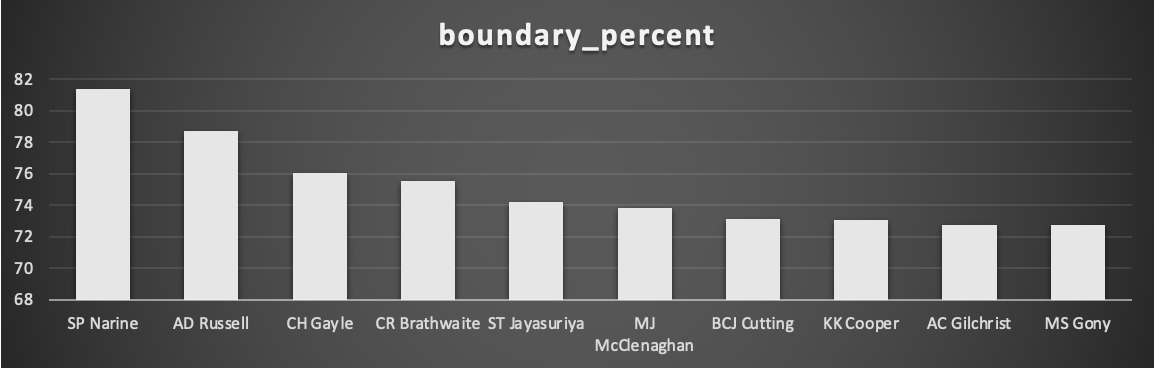 boundary_percent
82
80
78
76
74
72
70
68
SP Narine
AD Russell
CH Gayle
CR Brathwaite
ST Jayasuriya
MJ
McClenaghan
BCJ Cutting
KK Cooper
AC Gilchrist
MS Gony